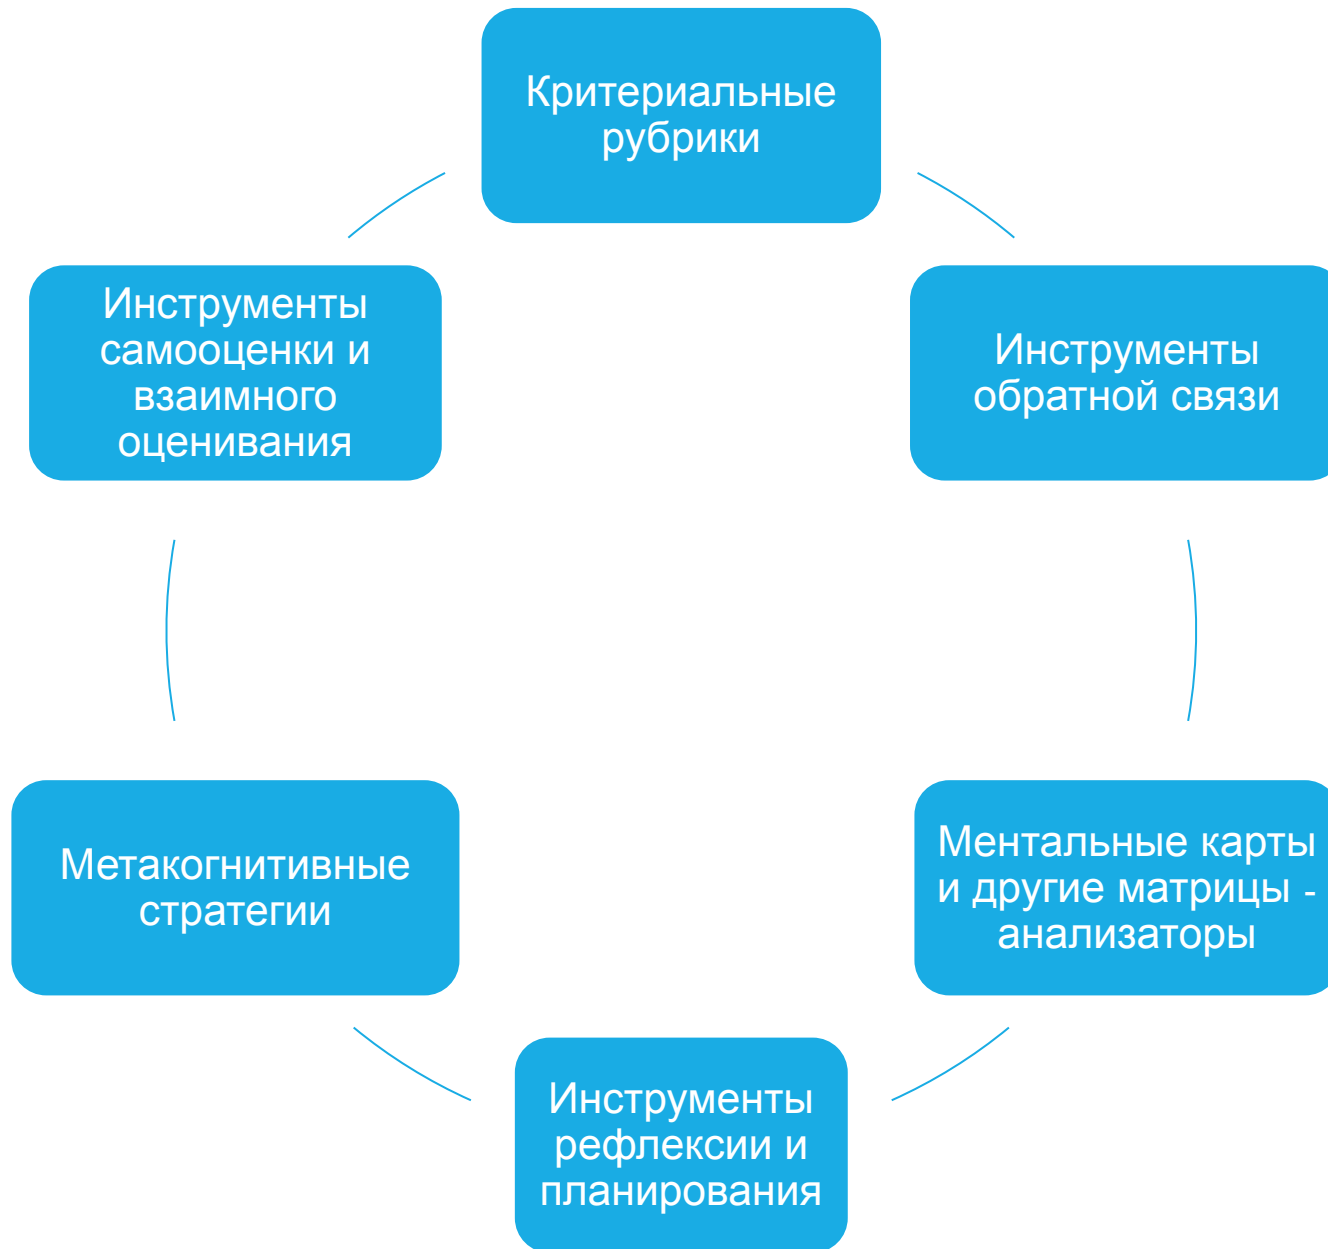 Критериальные
рубрики
Инструменты
самооценки и
взаимного
оценивания
Инструменты
обратной связи
Метакогнитивные
стратегии
Ментальные карты
и другие матрицы -
анализаторы
Инструменты
рефлексии и
планирования